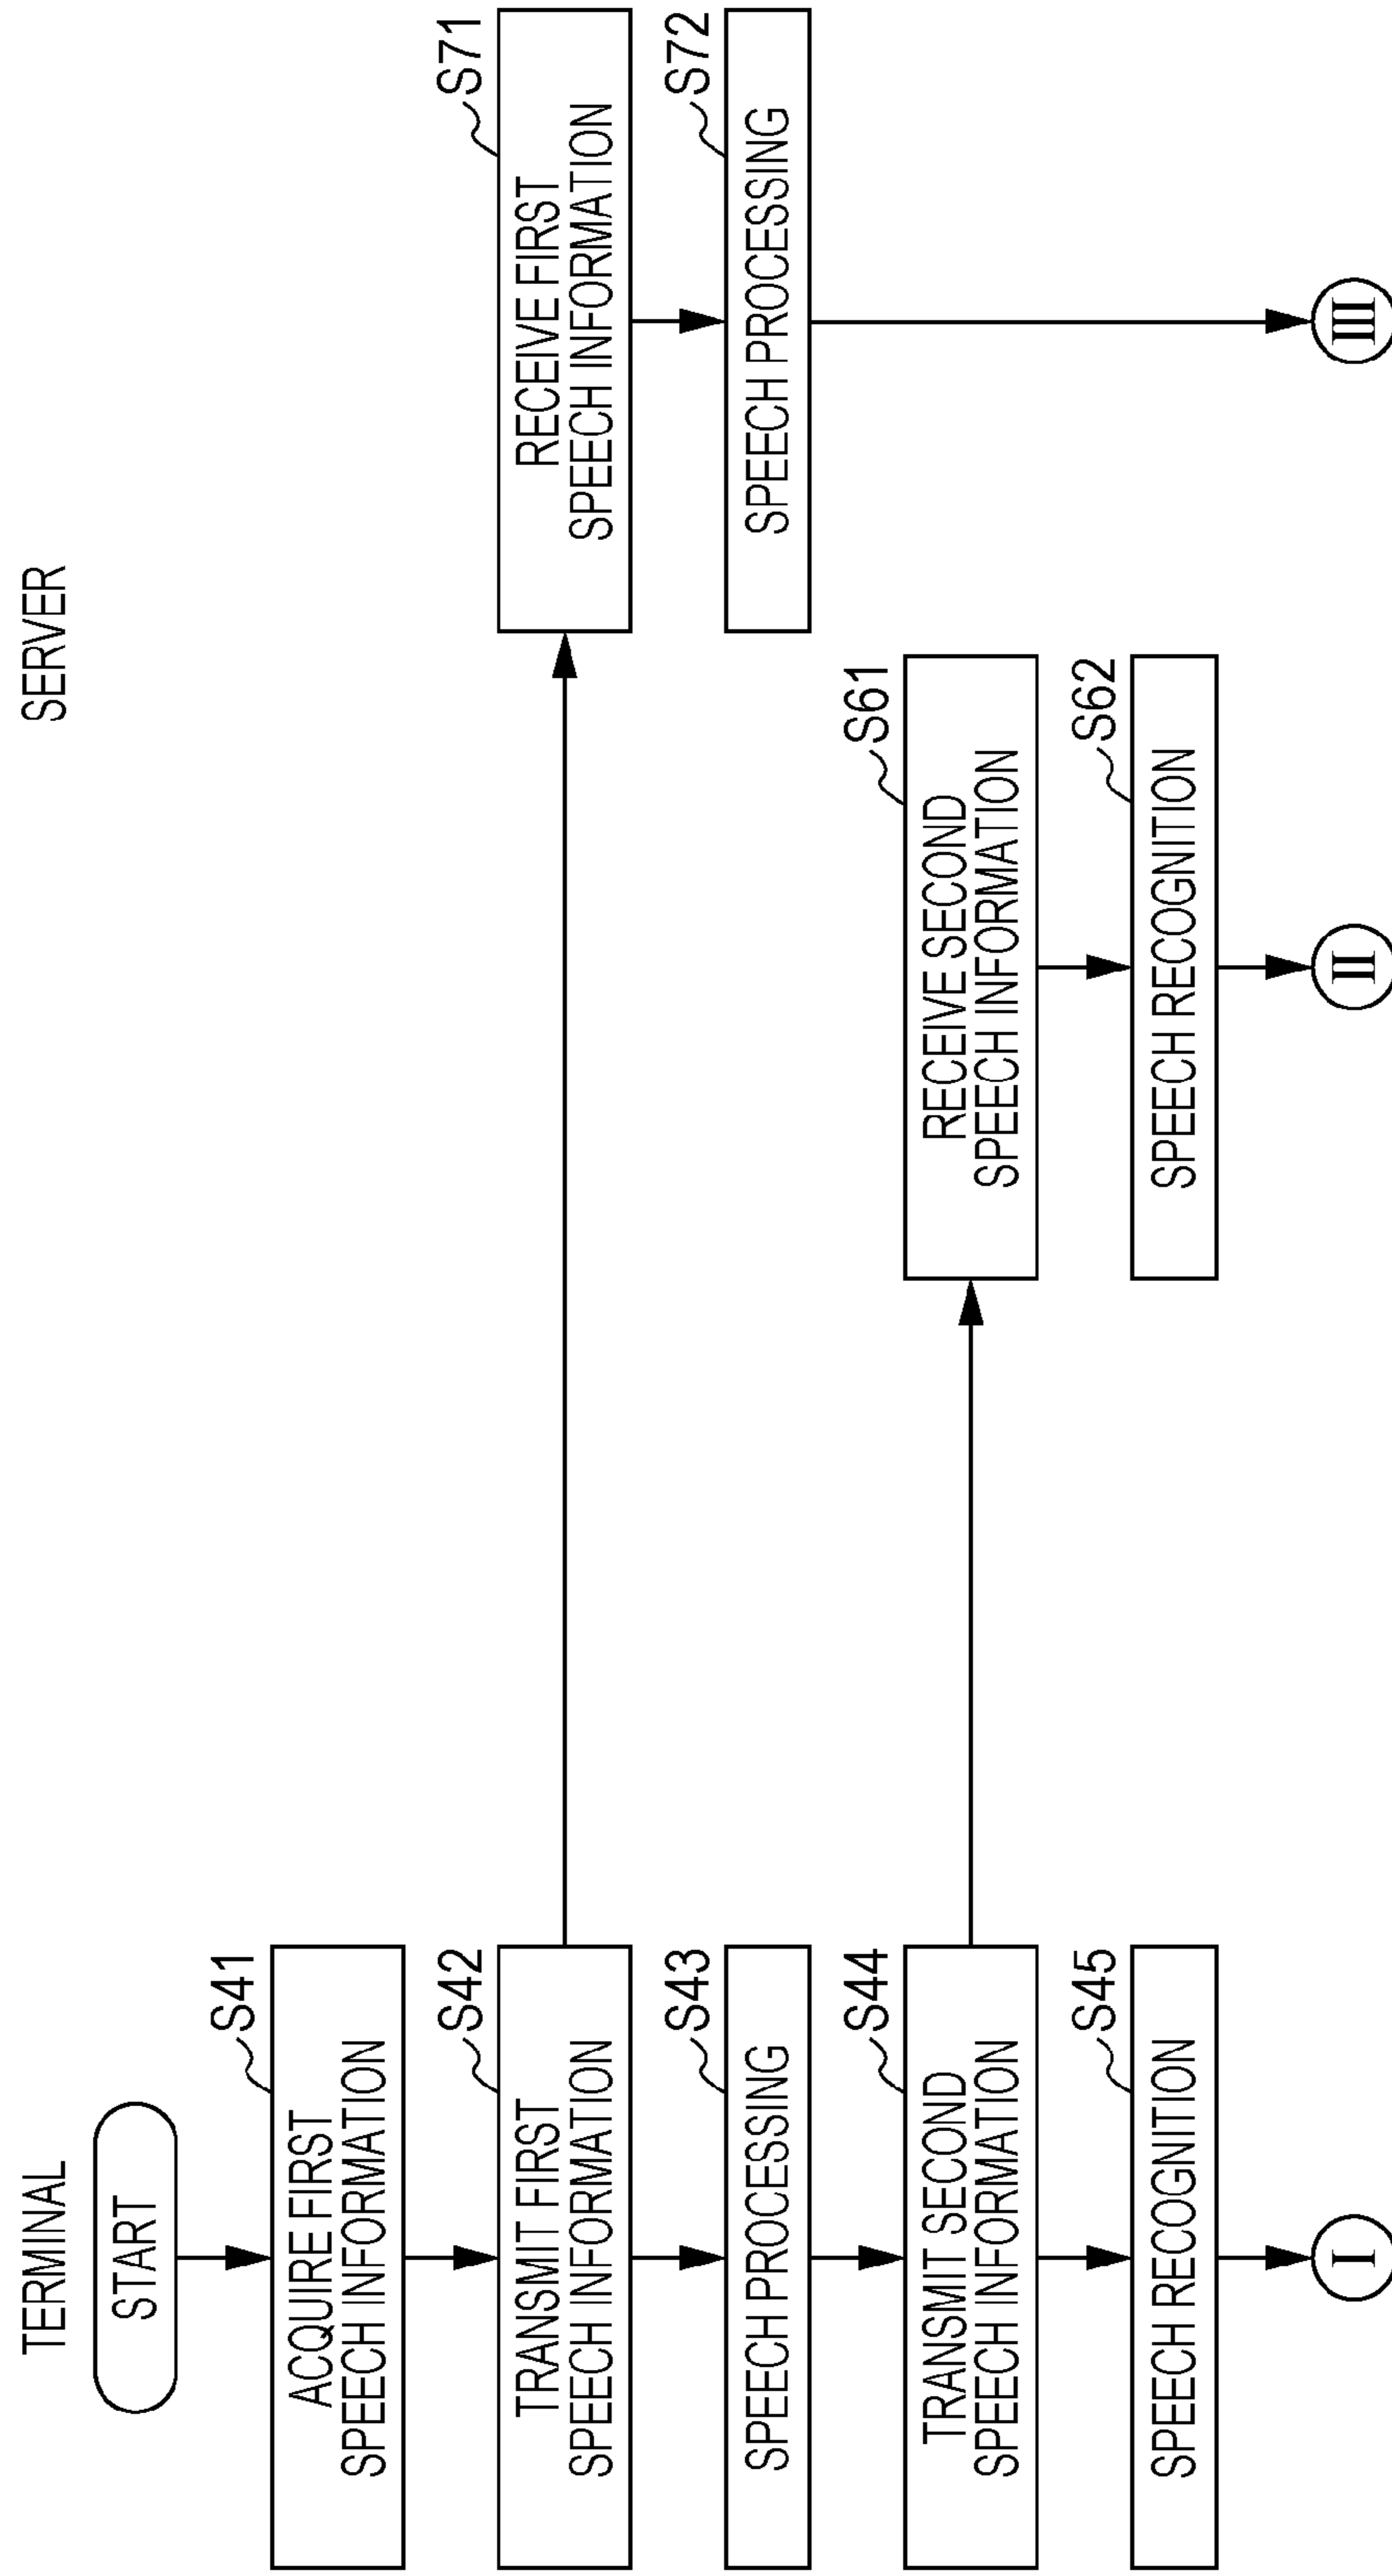 TERMINAL
SERVER
START
S41
ACQUIRE FIRST
SPEECH INFORMATION
S42
TRANSMIT FIRST
SPEECH INFORMATION
S71
RECEIVE FIRST
SPEECH INFORMATION
S43
SPEECH PROCESSING
S72
SPEECH PROCESSING
S44
TRANSMIT SECOND
SPEECH INFORMATION
S61
RECEIVE SECOND
SPEECH INFORMATION
S45
SPEECH RECOGNITION
S62
SPEECH RECOGNITION
I
II
III